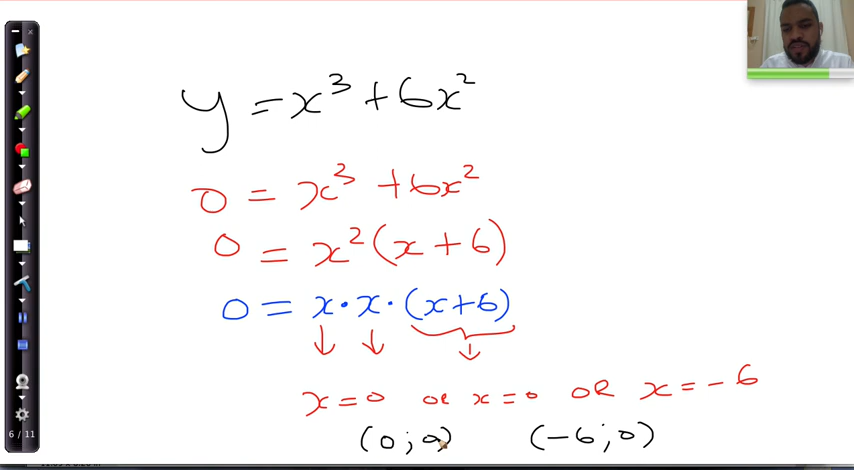 y = x³ + 6x²
0 = x³ + 6x²
0 = x²(x + 6)
0 = x · x · (x + 6)
x = 0 or x = 0 OR x = -6
(0 ; 0) (-6 ; 0)
6 / 11